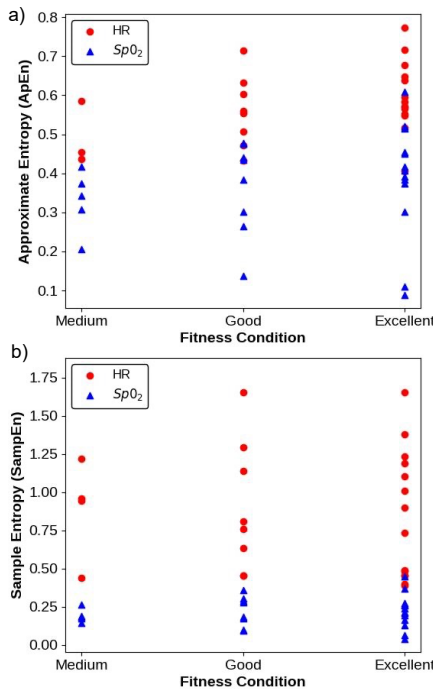 a)
0.8
0.7
0.6
0.5
0.4
0.3
0.2
0.1
Approximate Entropy (ApEn)
HR
Sp0₂
Medium Good Excellent
Fitness Condition
b)
1.75
1.50
1.25
1.00
0.75
0.50
0.25
0.00
Sample Entropy (SampEn)
HR
Sp0₂
Medium Good Excellent
Fitness Condition